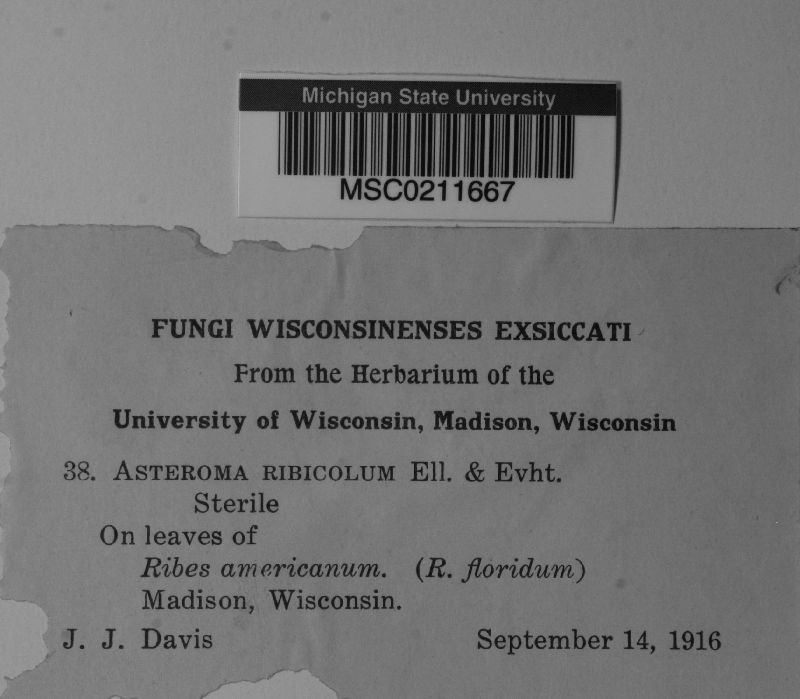 Michigan State University
MSC0211667
FUNGI WISCONSINENSES EXSICCATI
From the Herbarium of the
University of Wisconsin, Madison, Wisconsin
38. ASTEROMA RIBICOLUM Ell. & Evht.
Sterile
On leaves of
Ribes americanum. (R. floridum)
Madison, Wisconsin.
J. J. Davis September 14, 1916